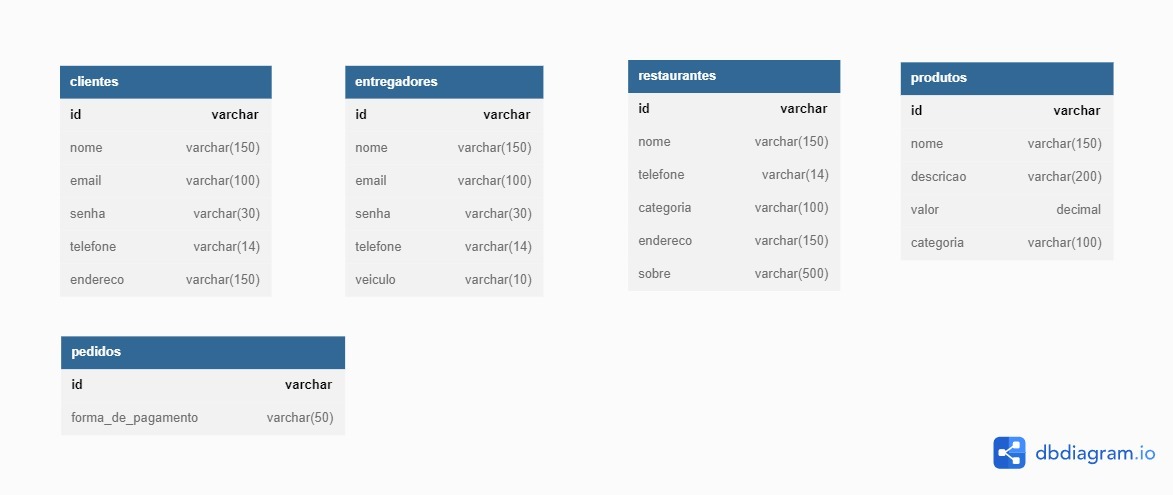 clientes
id varchar
nome varchar(150)
email varchar(100)
senha varchar(30)
telefone varchar(14)
endereco varchar(150)
entregadores
id varchar
nome varchar(150)
email varchar(100)
senha varchar(30)
telefone varchar(14)
veiculo varchar(10)
restaurantes
id varchar
nome varchar(150)
telefone varchar(14)
categoria varchar(100)
endereco varchar(150)
sobre varchar(500)
produtos
id varchar
nome varchar(150)
descricao varchar(200)
valor decimal
categoria varchar(100)
pedidos
id varchar
forma_de_pagamento varchar(50)
dbdiagram.io